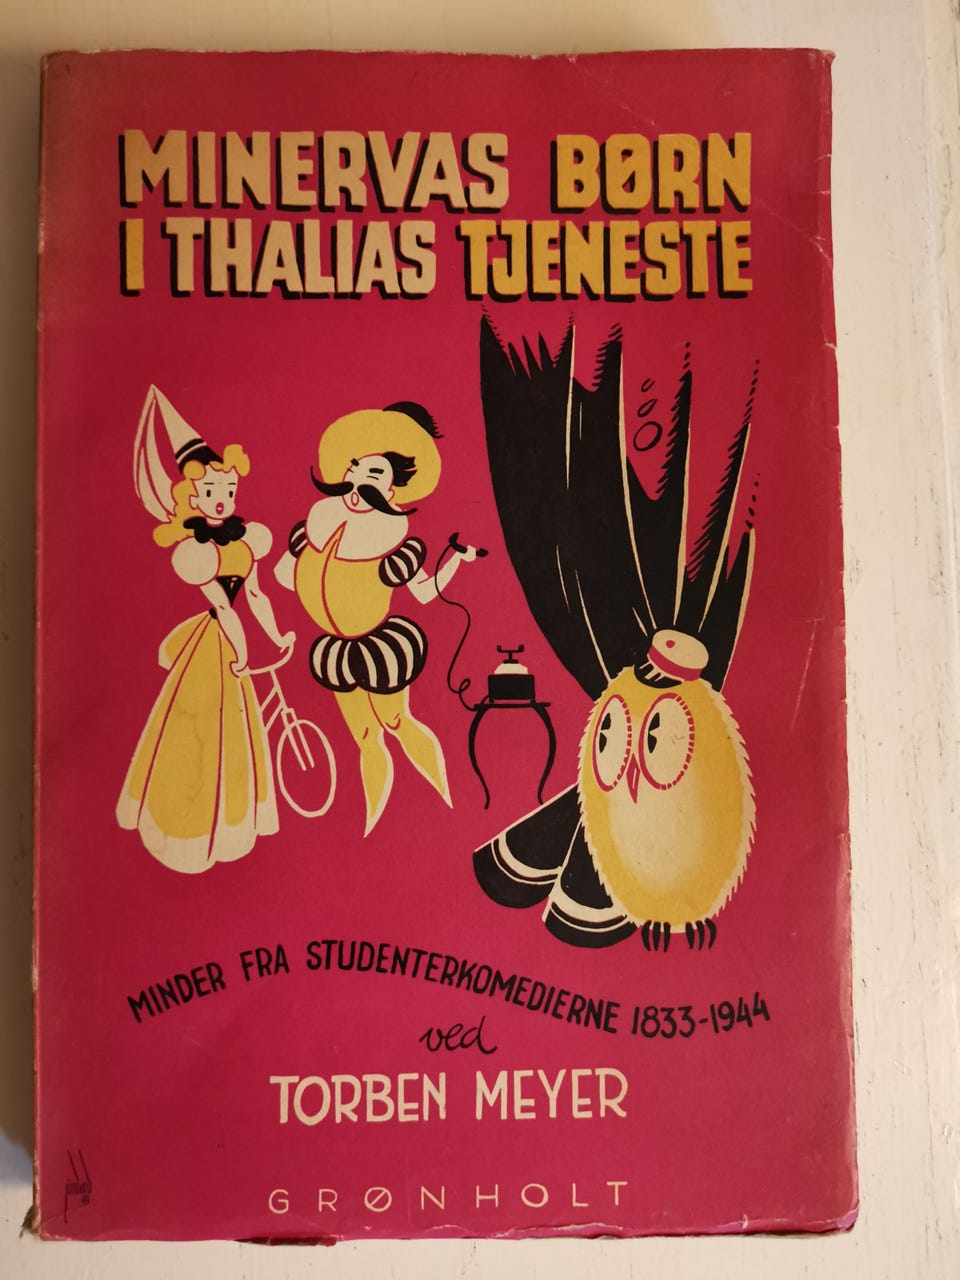 MINERVAS BØRN
I THALIAS TJENESTE
MINDER FRA STUDENTERKOMEDIERNE 1833-1944
ved
TORBEN MEYER
GRØNHOLT